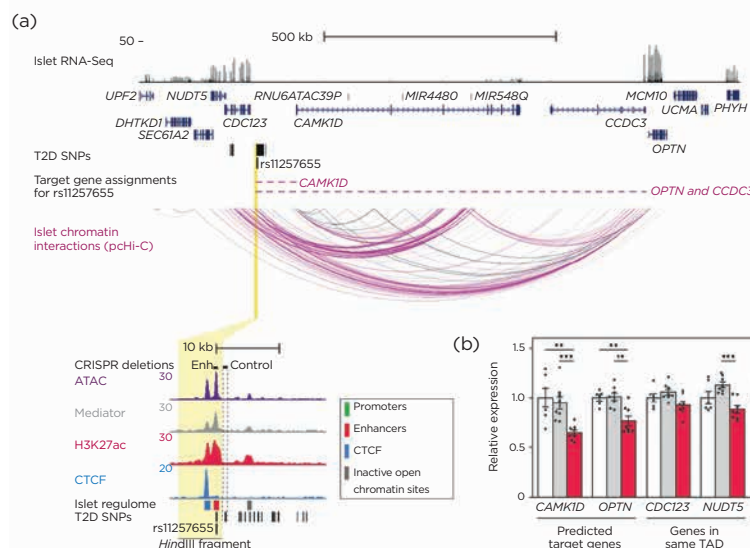 (a)
500 kb
50 –
Islet RNA-Seq
UPF2 NUDT5 RNU6ATAC39P MIR4480 MIR548Q MCM10 PHYH
UCMA
DHTKD1 CDC123 CAMK1D CCDC3
SEC61A2 OPTN
T2D SNPs
rs11257655
Target gene assignments
for rs11257655
CAMK1D
OPTN and CCDC3
Islet chromatin
interactions (pcHi-C)
10 kb
CRISPR deletions Enh Control
ATAC 30
Mediator 30
H3K27ac 30
CTCF 20
Islet regulome
T2D SNPs
rs11257655
HindIII fragment
Promoters
Enhancers
CTCF
Inactive open
chromatin sites
(b)
Relative expression
1.5
1.0
0.5
0.0
** *** ** ** ***
CAMK1D OPTN CDC123 NUDT5
Predicted
target genes
Genes in
same TAD